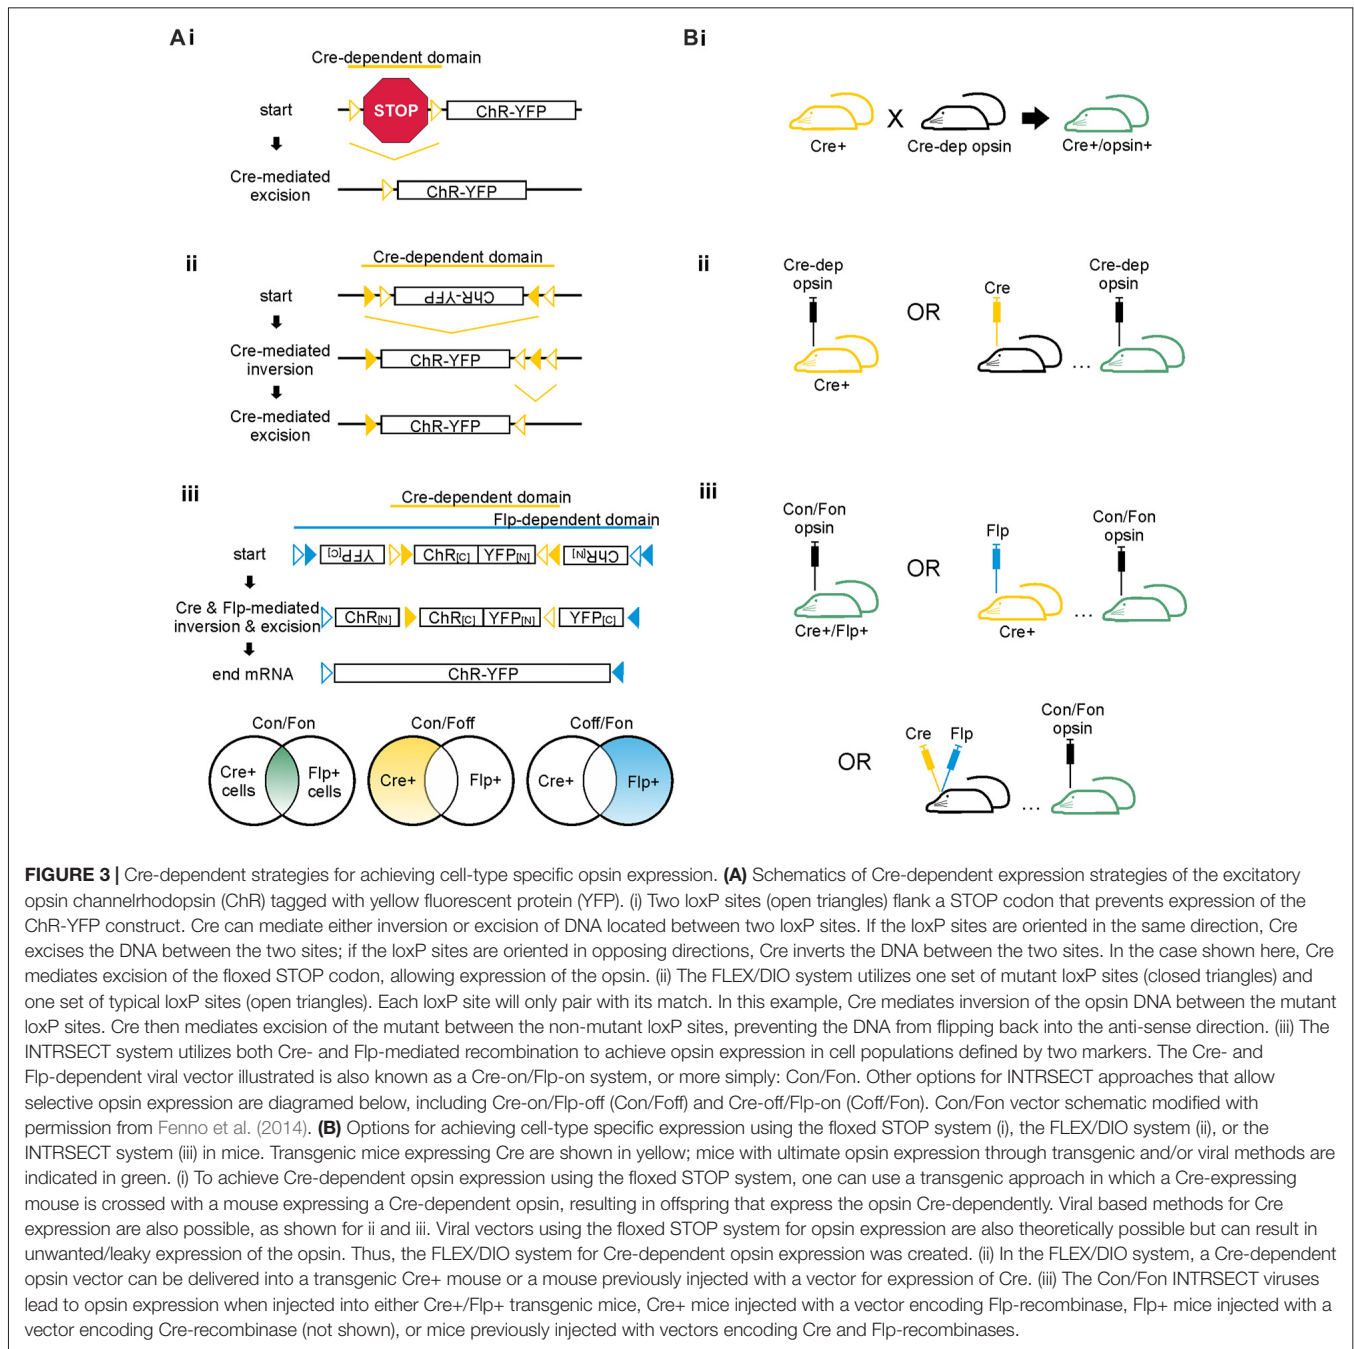 A i
Cre-dependent domain
start
STOP
ChR-YFP
Cre-mediated
excision
ChR-YFP
ii
Cre-dependent domain
start
ChR-YFP
Cre-mediated
inversion
ChR-YFP
Cre-mediated
excision
ChR-YFP
iii
Cre-dependent domain
Flp-dependent domain
start
YFP[C]
ChR[C]
YFP[N]
ChR[N]
Cre & Flp-mediated
inversion & excision
ChR[N]
ChR[C]
YFP[N]
YFP[C]
end mRNA
ChR-YFP
Con/Fon
Cre+
cells
Flp+
cells
Con/Foff
Cre+
Flp+
Coff/Fon
Cre+
Flp+
B i
X
Cre+
Cre-dep opsin
Cre+/opsin+
ii
Cre-dep
opsin
Cre+
OR
Cre
...
Cre-dep
opsin
iii
Con/Fon
opsin
Cre+/Flp+
OR
Flp
Cre+
...
Con/Fon
opsin
OR
Cre
Flp
...
Con/Fon
opsin
FIGURE 3 | Cre-dependent strategies for achieving cell-type specific opsin expression. (A) Schematics of Cre-dependent expression strategies of the excitatory
opsin channelrhodopsin (ChR) tagged with yellow fluorescent protein (YFP). (i) Two loxP sites (open triangles) flank a STOP codon that prevents expression of the
ChR-YFP construct. Cre can mediate either inversion or excision of DNA located between two loxP sites. If the loxP sites are oriented in the same direction, Cre
excises the DNA between the two sites; if the loxP sites are oriented in opposing directions, Cre inverts the DNA between the two sites. In the case shown here, Cre
mediates excision of the floxed STOP codon, allowing expression of the opsin. (ii) The FLEX/DIO system utilizes one set of mutant loxP sites (closed triangles) and
one set of typical loxP sites (open triangles). Each loxP site will only pair with its match. In this example, Cre mediates inversion of the opsin DNA between the mutant
loxP sites. Cre then mediates excision of the mutant between the non-mutant loxP sites, preventing the DNA from flipping back into the anti-sense direction. (iii) The
INTRSECT system utilizes both Cre- and Flp-mediated recombination to achieve opsin expression in cell populations defined by two markers. The Cre- and
Flp-dependent viral vector illustrated is also known as a Cre-on/Flp-on system, or more simply: Con/Fon. Other options for INTRSECT approaches that allow
selective opsin expression are diagramed below, including Cre-on/Flp-off (Con/Foff) and Cre-off/Flp-on (Coff/Fon). Con/Fon vector schematic modified with
permission from Fenno et al. (2014). (B) Options for achieving cell-type specific expression using the floxed STOP system (i), the FLEX/DIO system (ii), or the
INTRSECT system (iii) in mice. Transgenic mice expressing Cre are shown in yellow; mice with ultimate opsin expression through transgenic and/or viral methods are
indicated in green. (i) To achieve Cre-dependent opsin expression using the floxed STOP system, one can use a transgenic approach in which a Cre-expressing
mouse is crossed with a mouse expressing a Cre-dependent opsin, resulting in offspring that express the opsin Cre-dependently. Viral based methods for Cre
expression are also possible, as shown for ii and iii. Viral vectors using the floxed STOP system for opsin expression are also theoretically possible but can result in
unwanted/leaky expression of the opsin. Thus, the FLEX/DIO system for Cre-dependent opsin expression was created. (ii) In the FLEX/DIO system, a Cre-dependent
opsin vector can be delivered into a transgenic Cre+ mouse or a mouse previously injected with a vector for expression of Cre. (iii) The Con/Fon INTRSECT viruses
lead to opsin expression when injected into either Cre+/Flp+ transgenic mice, Cre+ mice injected with a vector encoding Flp-recombinase, Flp+ mice injected with a
vector encoding Cre-recombinase (not shown), or mice previously injected with vectors encoding Cre and Flp-recombinases.